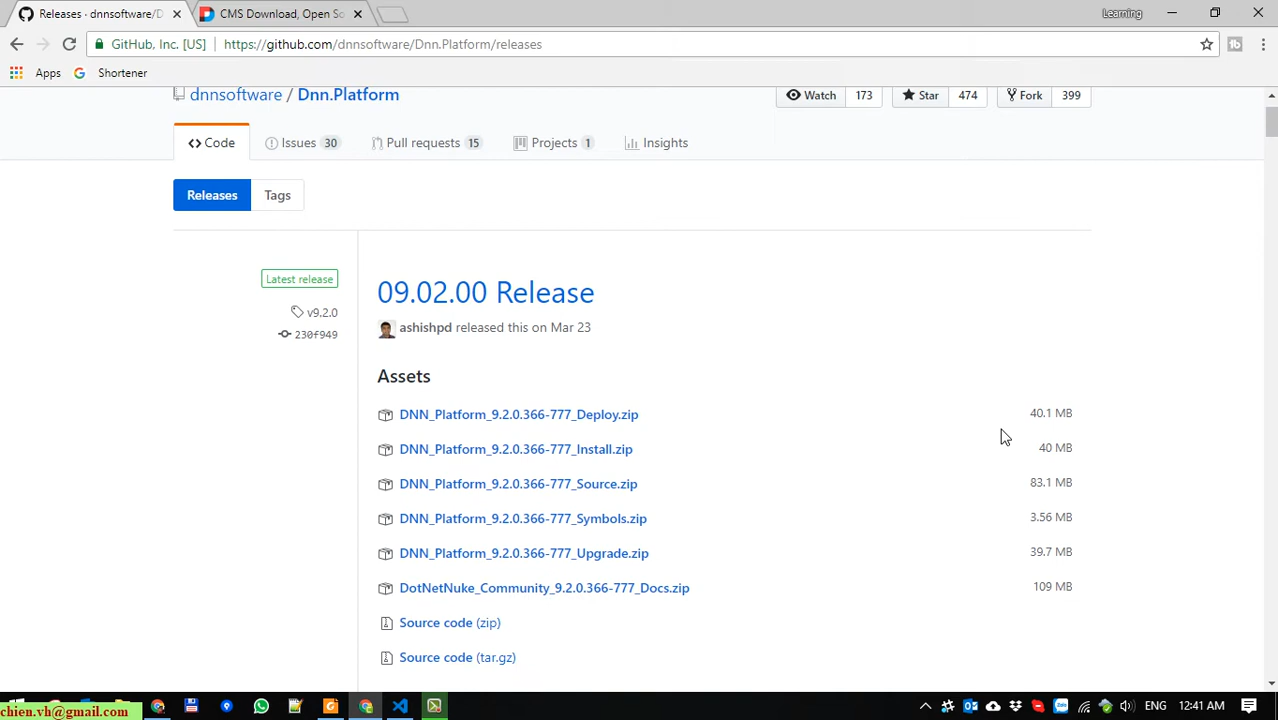 Releases · dnnsoftware/D
CMS Download, Open So
Learning
GitHub, Inc. [US]
https://github.com/dnnsoftware/Dnn.Platform/releases
Apps
Shortener
dnnsoftware / Dnn.Platform
Watch 173
Star 474
Fork 399
Code
Issues 30
Pull requests 15
Projects 1
Insights
Releases
Tags
Latest release
v9.2.0
230f949
09.02.00 Release
ashishpd released this on Mar 23
Assets
DNN_Platform_9.2.0.366-777_Deploy.zip 40.1 MB
DNN_Platform_9.2.0.366-777_Install.zip 40 MB
DNN_Platform_9.2.0.366-777_Source.zip 83.1 MB
DNN_Platform_9.2.0.366-777_Symbols.zip 3.56 MB
DNN_Platform_9.2.0.366-777_Upgrade.zip 39.7 MB
DotNetNuke_Community_9.2.0.366-777_Docs.zip 109 MB
Source code (zip)
Source code (tar.gz)
chien.vh@gmail.com
ENG 12:41 AM